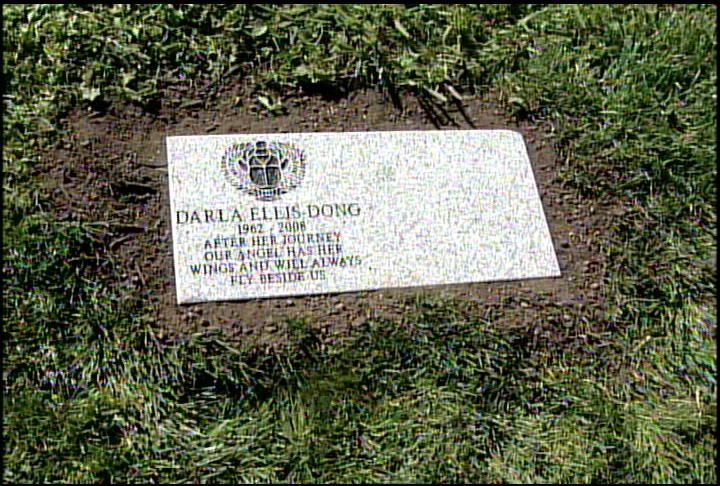 DARLA ELLIS DONG
1962 / 2008
AFTER HER JOURNEY
OUR ANGEL HAS HER
WINGS AND WILL ALWAYS
FLY BESIDE US